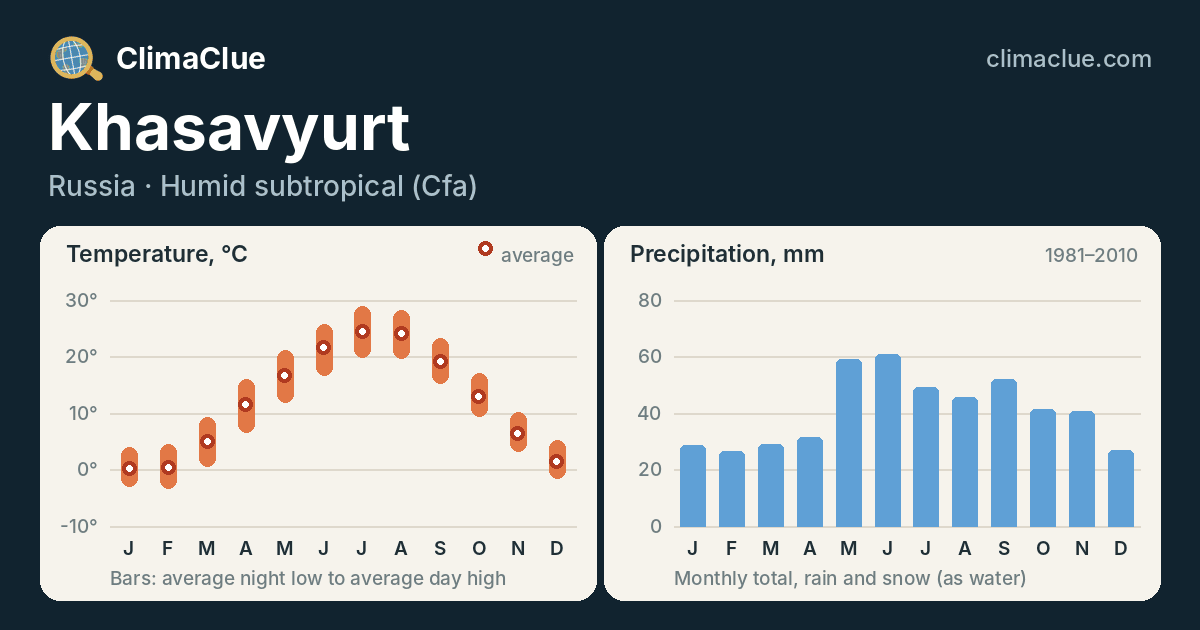 ClimaClue
climaclue.com
Khasavyurt
Russia · Humid subtropical (Cfa)
Temperature, °C
average
30°
20°
10°
0°
-10°
J F M A M J J A S O N D
Bars: average night low to average day high
Precipitation, mm
1981–2010
80
60
40
20
0
J F M A M J J A S O N D
Monthly total, rain and snow (as water)